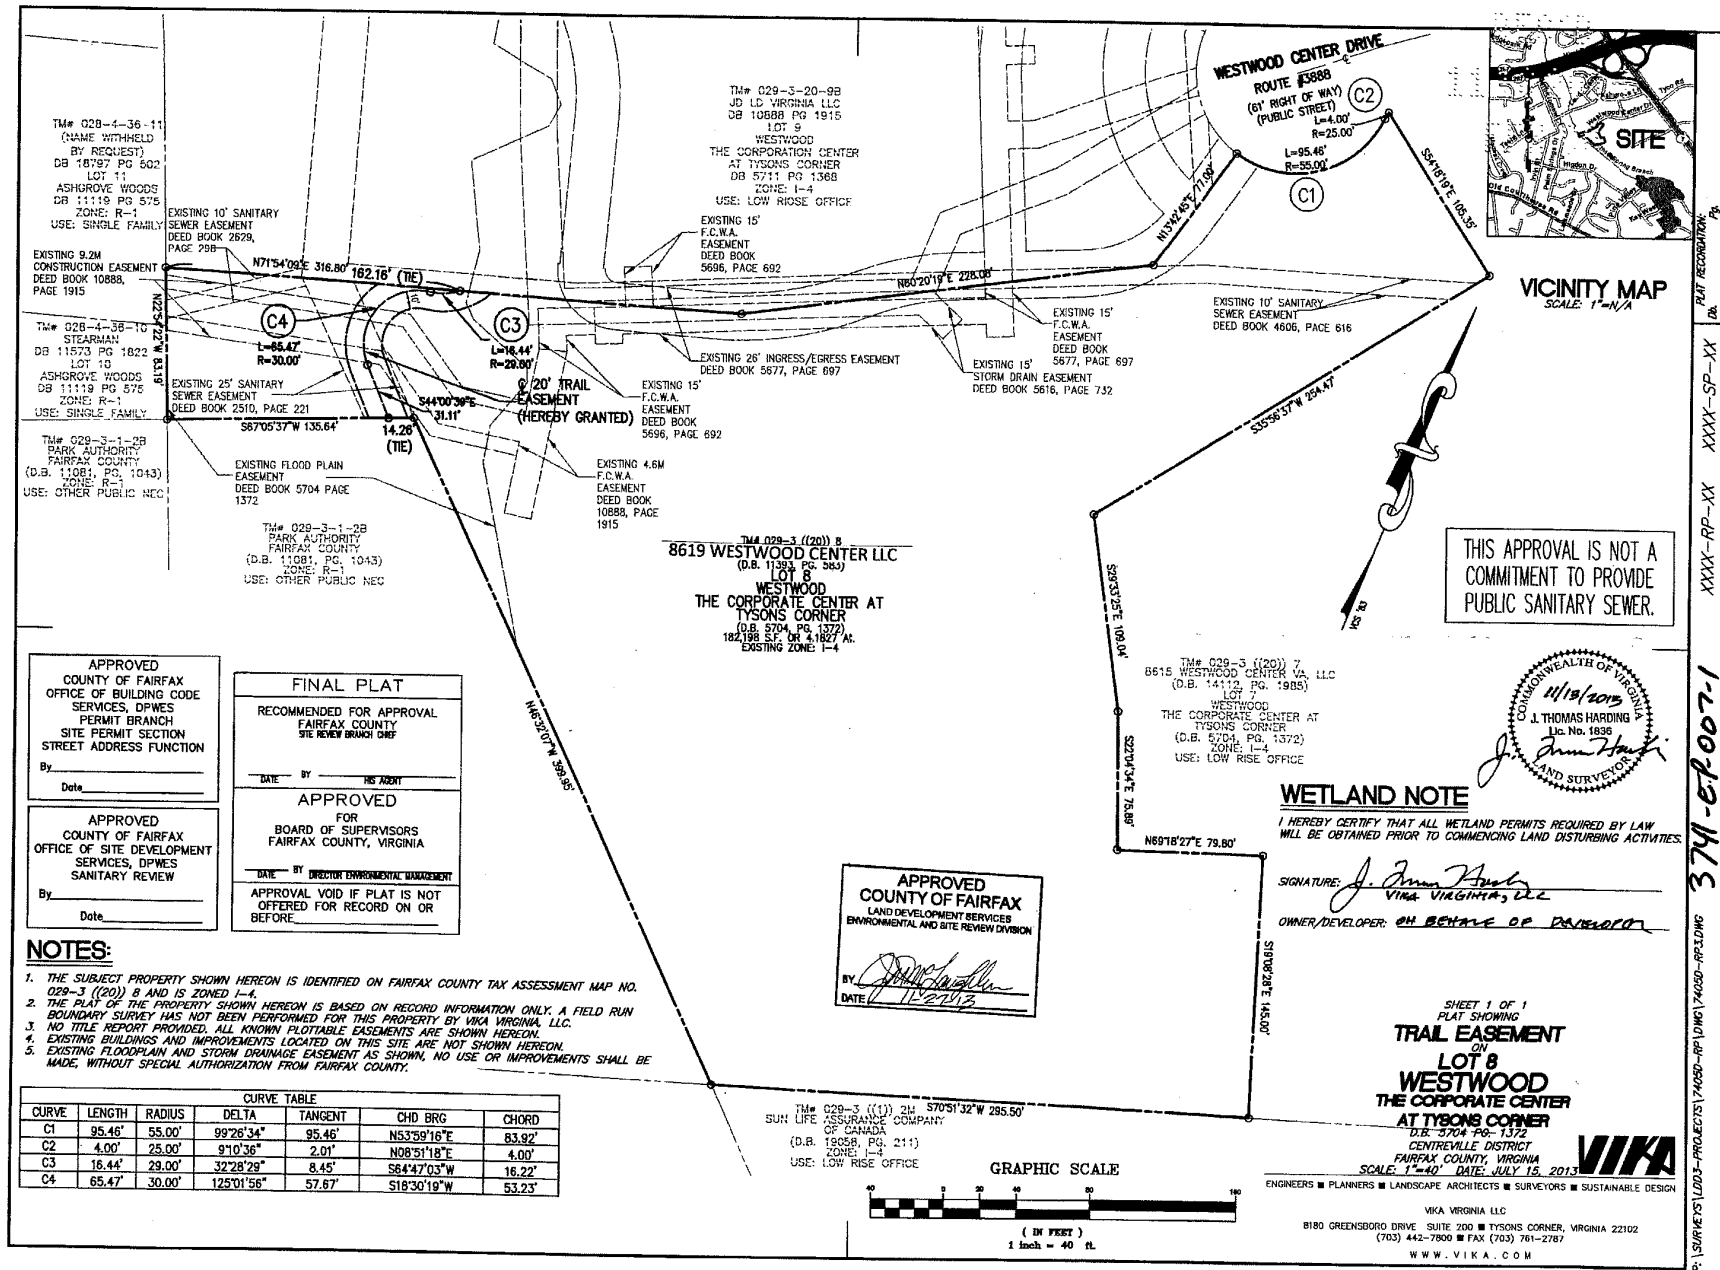 WESTWOOD CENTER DRIVE
ROUTE #3888
(61' RIGHT OF WAY)
(PUBLIC STREET)
C2
L=4.00'
R=25.00'
L=95.46'
R=55.00'
C1
SITE
VICINITY MAP
SCALE: 1"=N/A
TM# 028-4-36-11
(NAME WITHHELD
BY REQUEST)
DB 18797 PG 502
LOT 11
ASHGROVE WOODS
DB 11119 PG 575
ZONE: R-1
USE: SINGLE FAMILY
EXISTING 10' SANITARY
SEWER EASEMENT
DEED BOOK 2629,
PAGE 298
EXISTING 9.2M
CONSTRUCTION EASEMENT
DEED BOOK 10888,
PAGE 1915
TM# 028-4-36-10
STEARMAN
DB 11573 PG 1822
LOT 10
ASHGROVE WOODS
DB 11119 PG 575
ZONE: R-1
USE: SINGLE FAMILY
TM# 029-3-20-9B
JD LD VIRGINIA LLC
DB 10888 PG 1915
LOT 9
WESTWOOD
THE CORPORATION CENTER
AT TYSONS CORNER
DB 5711 PG 1368
ZONE: I-4
USE: LOW RIOSE OFFICE
EXISTING 15'
F.C.W.A.
EASEMENT
DEED BOOK
5696, PAGE 692
N71°54'09"E 316.80'
162.16' (TIE)
N60°20'19"E 228.08'
N13°42'45"E 77.00'
S54°18'19"E 105.35'
N22°54'22"W 83.19'
10'
C4
L=65.47'
R=30.00'
C3
L=16.44'
R=29.00'
EXISTING 25' SANITARY
SEWER EASEMENT
DEED BOOK 2510, PAGE 221
S67°05'37"W 135.64'
S44°00'39"E
31.11'
14.26'
(TIE)
℄ 20' TRAIL
EASEMENT
(HEREBY GRANTED)
EXISTING 26' INGRESS/EGRESS EASEMENT
DEED BOOK 5677, PAGE 697
EXISTING 15'
F.C.W.A.
EASEMENT
DEED BOOK
5696, PAGE 692
EXISTING 15'
STORM DRAIN EASEMENT
DEED BOOK 5616, PAGE 732
EXISTING 15'
F.C.W.A.
EASEMENT
DEED BOOK
5677, PAGE 697
EXISTING 10' SANITARY
SEWER EASEMENT
DEED BOOK 4606, PAGE 616
S35°56'37"W 254.47'
TM# 029-3-1-2B
PARK AUTHORITY
FAIRFAX COUNTY
(D.B. 11081, PG. 1043)
ZONE: R-1
USE: OTHER PUBLIC NEC
EXISTING FLOOD PLAIN
EASEMENT
DEED BOOK 5704 PAGE
1372
EXISTING 4.6M
F.C.W.A.
EASEMENT
DEED BOOK
10888, PAGE
1915
TM# 029-3-1-2B
PARK AUTHORITY
FAIRFAX COUNTY
(D.B. 11081, PG. 1043)
ZONE: R-1
USE: OTHER PUBLIC NEC
TM# 029-3 ((20)) 8
8619 WESTWOOD CENTER LLC
(D.B. 11393, PG. 583)
LOT 8
WESTWOOD
THE CORPORATE CENTER AT
TYSONS CORNER
(D.B. 5704, PG. 1372)
182,198 S.F. OR 4.1827 AC.
EXISTING ZONE: I-4
S29°33'25"E 109.04'
S22°04'34"E 75.89'
N69°18'27"E 79.80'
S19°08'28"E 145.00'
N46°32'07"W 399.95'
S70°51'32"W 295.50'
VCS 83
THIS APPROVAL IS NOT A
COMMITMENT TO PROVIDE
PUBLIC SANITARY SEWER.
TM# 029-3 ((20)) 7
8615 WESTWOOD CENTER VA, LLC
(D.B. 14112, PG. 1985)
LOT 7
WESTWOOD
THE CORPORATE CENTER AT
TYSONS CORNER
(D.B. 5704, PG. 1372)
ZONE: I-4
USE: LOW RISE OFFICE
COMMONWEALTH OF VIRGINIA
11/13/2013
J. THOMAS HARDING
Lic. No. 1836
LAND SURVEYOR
APPROVED
COUNTY OF FAIRFAX
OFFICE OF BUILDING CODE
SERVICES, DPWES
PERMIT BRANCH
SITE PERMIT SECTION
STREET ADDRESS FUNCTION
By
Date
APPROVED
COUNTY OF FAIRFAX
OFFICE OF SITE DEVELOPMENT
SERVICES, DPWES
SANITARY REVIEW
By
Date
FINAL PLAT
RECOMMENDED FOR APPROVAL
FAIRFAX COUNTY
SITE REVIEW BRANCH CHIEF
DATE BY HIS AGENT
APPROVED
FOR
BOARD OF SUPERVISORS
FAIRFAX COUNTY, VIRGINIA
DATE BY DIRECTOR ENVIRONMENTAL MANAGEMENT
APPROVAL VOID IF PLAT IS NOT
OFFERED FOR RECORD ON OR
BEFORE
WETLAND NOTE
I HEREBY CERTIFY THAT ALL WETLAND PERMITS REQUIRED BY LAW
WILL BE OBTAINED PRIOR TO COMMENCING LAND DISTURBING ACTIVITIES.
SIGNATURE:
VIKA VIRGINIA, LLC
OWNER/DEVELOPER: ON BEHALF OF DEVELOPER
APPROVED
COUNTY OF FAIRFAX
LAND DEVELOPMENT SERVICES
ENVIRONMENTAL AND SITE REVIEW DIVISION
BY
DATE 11-27-13
NOTES:
1. THE SUBJECT PROPERTY SHOWN HEREON IS IDENTIFIED ON FAIRFAX COUNTY TAX ASSESSMENT MAP NO.
029-3 ((20)) 8 AND IS ZONED I-4.
2. THE PLAT OF THE PROPERTY SHOWN HEREON IS BASED ON RECORD INFORMATION ONLY. A FIELD RUN
BOUNDARY SURVEY HAS NOT BEEN PERFORMED FOR THIS PROPERTY BY VIKA VIRGINIA, LLC.
3. NO TITLE REPORT PROVIDED. ALL KNOWN PLOTTABLE EASEMENTS ARE SHOWN HEREON.
4. EXISTING BUILDINGS AND IMPROVEMENTS LOCATED ON THIS SITE ARE NOT SHOWN HEREON.
5. EXISTING FLOODPLAIN AND STORM DRAINAGE EASEMENT AS SHOWN, NO USE OR IMPROVEMENTS SHALL BE
MADE, WITHOUT SPECIAL AUTHORIZATION FROM FAIRFAX COUNTY.
CURVE TABLE
CURVE LENGTH RADIUS DELTA TANGENT CHD BRG CHORD
C1 95.46' 55.00' 99°26'34" 95.46' N53°59'16"E 83.92'
C2 4.00' 25.00' 9°10'36" 2.01' N08°51'18"E 4.00'
C3 16.44' 29.00' 32°28'29" 8.45' S64°47'03"W 16.22'
C4 65.47' 30.00' 125°01'56" 57.67' S18°30'19"W 53.23'
TM# 029-3 ((1)) 2M
SUN LIFE ASSURANCE COMPANY
OF CANADA
(D.B. 19058, PG. 211)
ZONE: I-4
USE: LOW RISE OFFICE
GRAPHIC SCALE
40 0 20 40 80 160
( IN FEET )
1 inch = 40 ft.
SHEET 1 OF 1
PLAT SHOWING
TRAIL EASEMENT
ON
LOT 8
WESTWOOD
THE CORPORATE CENTER
AT TYSONS CORNER
D.B. 5704 PG. 1372
CENTREVILLE DISTRICT
FAIRFAX COUNTY, VIRGINIA
SCALE: 1"=40' DATE: JULY 15, 2013
VIKA
ENGINEERS ■ PLANNERS ■ LANDSCAPE ARCHITECTS ■ SURVEYORS ■ SUSTAINABLE DESIGN
VIKA VIRGINIA LLC
8180 GREENSBORO DRIVE SUITE 200 ■ TYSONS CORNER, VIRGINIA 22102
(703) 442-7800 ■ FAX (703) 761-2787
WWW.VIKA.COM
PLAT RECORDATION:
Db. Pg.
XXXX-RP-XX XXXX-SP-XX
3741-EP-007-1
P:\SURVEYS\LDD3-PROJECTS\7405D-RP\DWG\7405D-RP3.DWG